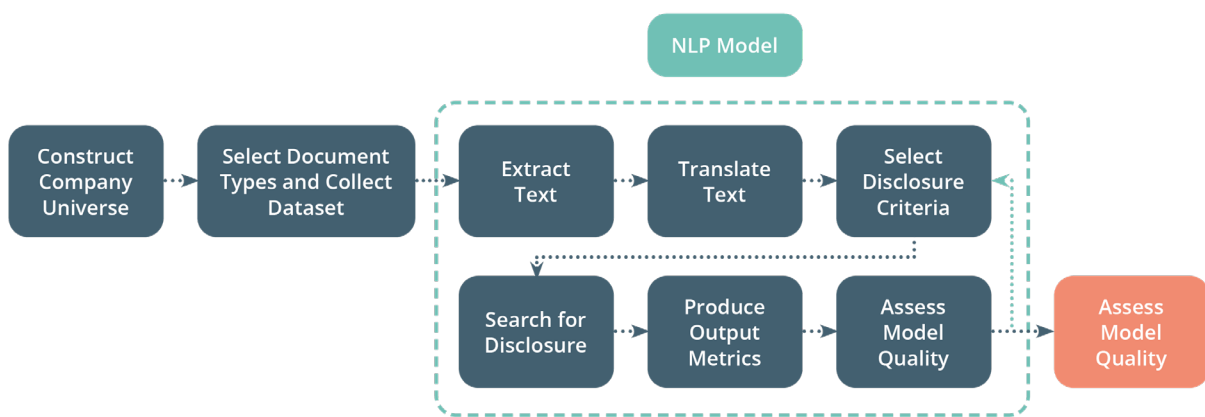 NLP Model
Construct
Company
Universe
Select Document
Types and Collect
Dataset
Extract
Text
Translate
Text
Select
Disclosure
Criteria
Search for
Disclosure
Produce
Output
Metrics
Assess
Model
Quality
Assess
Model
Quality